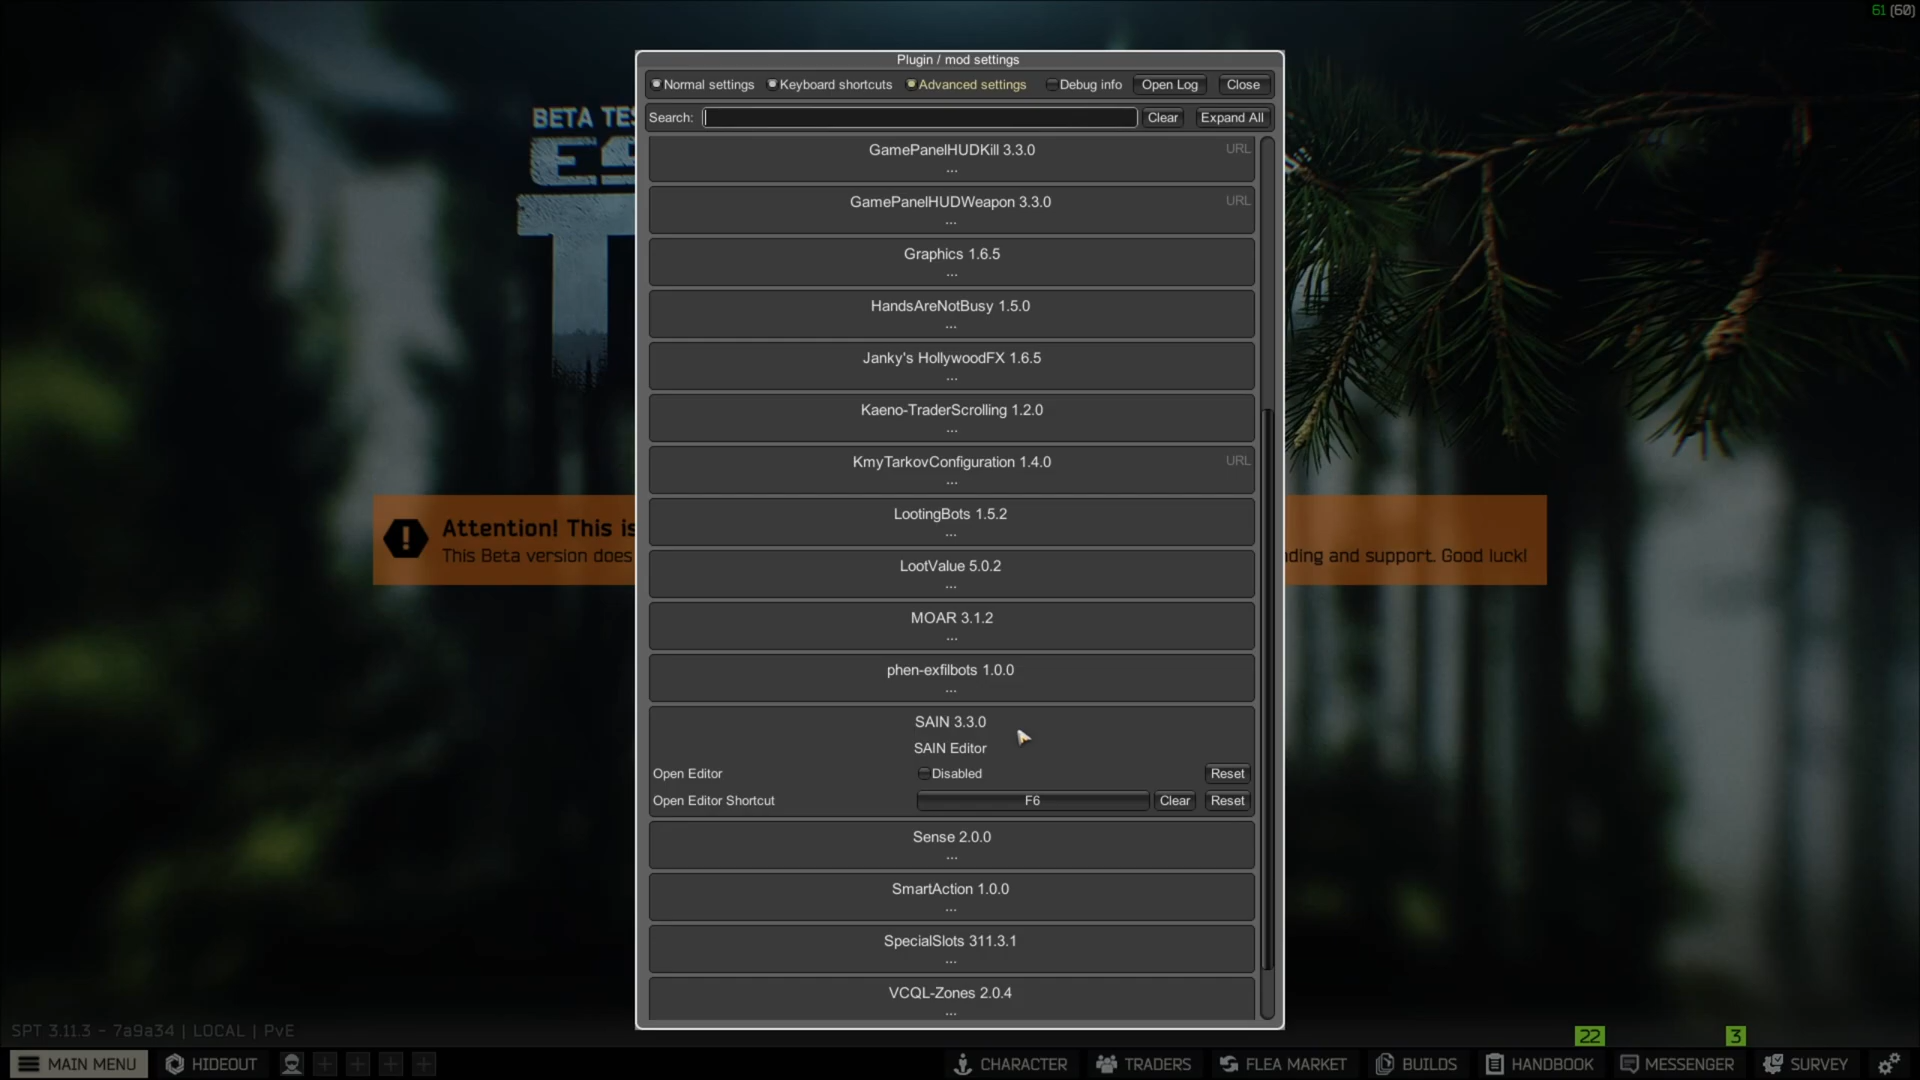 61 (60)
Plugin / mod settings
Normal settings Keyboard shortcuts Advanced settings Debug info Open Log Close
Search: Clear Expand All
GamePanelHUDKill 3.3.0 URL
...
GamePanelHUDWeapon 3.3.0 URL
...
Graphics 1.6.5
...
HandsAreNotBusy 1.5.0
...
Janky's HollywoodFX 1.6.5
...
Kaeno-TraderScrolling 1.2.0
...
KmyTarkovConfiguration 1.4.0 URL
...
LootingBots 1.5.2
...
LootValue 5.0.2
...
MOAR 3.1.2
...
phen-exfilbots 1.0.0
...
SAIN 3.3.0
SAIN Editor
Open Editor Disabled Reset
Open Editor Shortcut F6 Clear Reset
Sense 2.0.0
...
SmartAction 1.0.0
...
SpecialSlots 311.3.1
...
VCQL-Zones 2.0.4
...
BETA TES
ES
T
Attention! This is
This Beta version does
nding and support. Good luck!
SPT 3.11.3 - 7a9a34 | LOCAL | PvE
22 3
MAIN MENU HIDEOUT CHARACTER TRADERS FLEA MARKET BUILDS HANDBOOK MESSENGER SURVEY